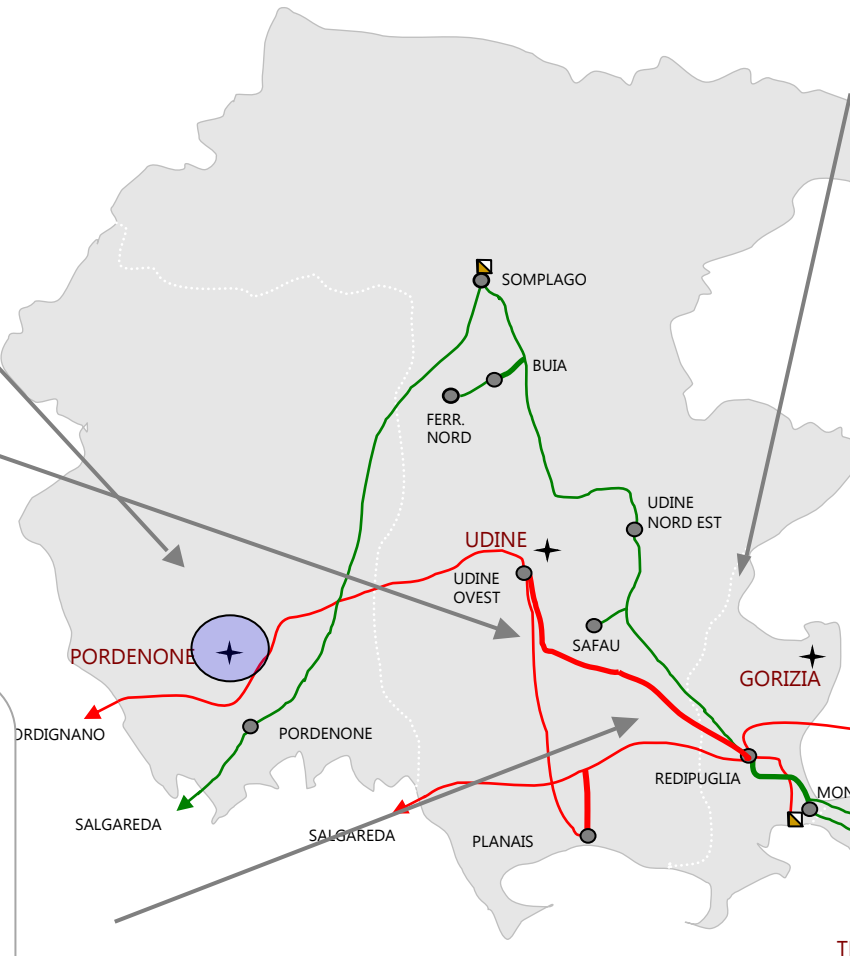 SOMPLAGO
BUIA
FERR.
NORD
UDINE
NORD EST
UDINE
UDINE
OVEST
SAFAU
PORDENONE
GORIZIA
ORDIGNANO
PORDENONE
REDIPUGLIA
MON
SALGAREDA
SALGAREDA
PLANAIS